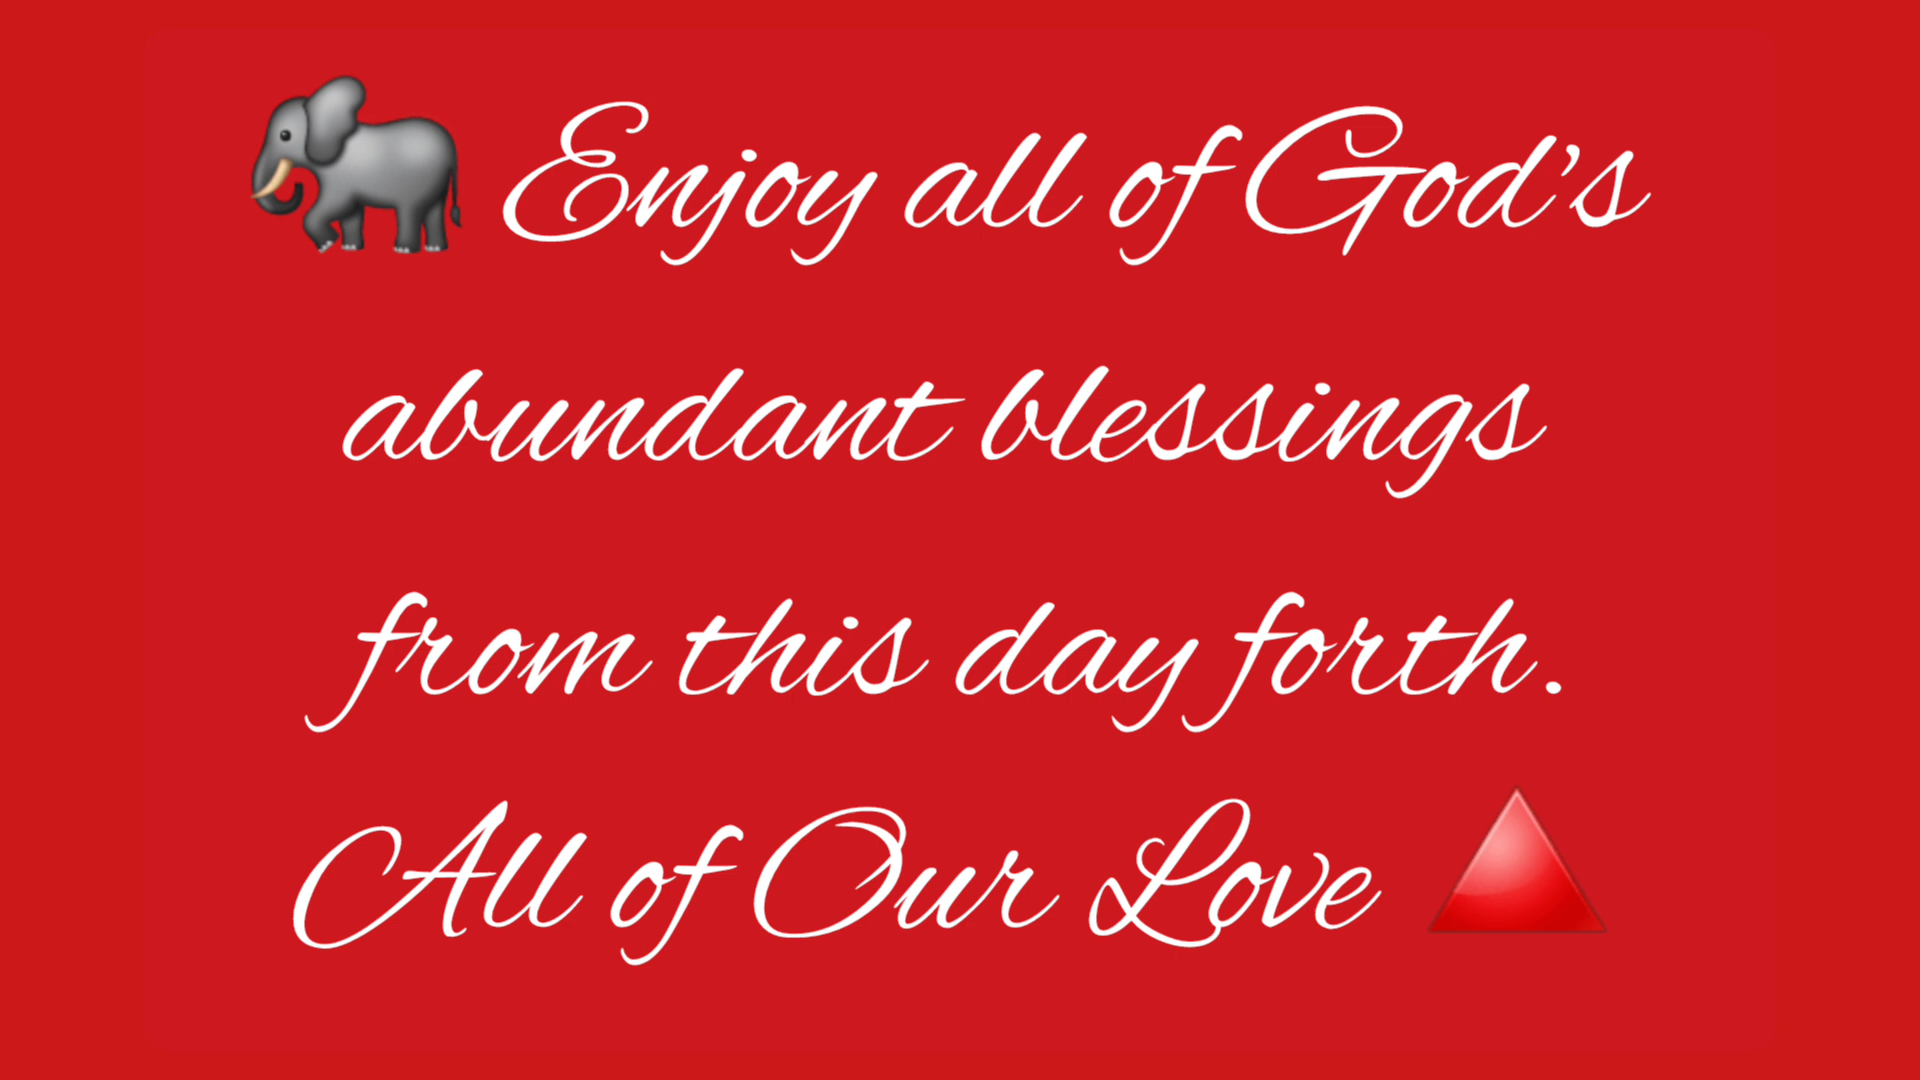 🐘 Enjoy all of God's
abundant blessings
from this day forth.
All of Our Love 🔺